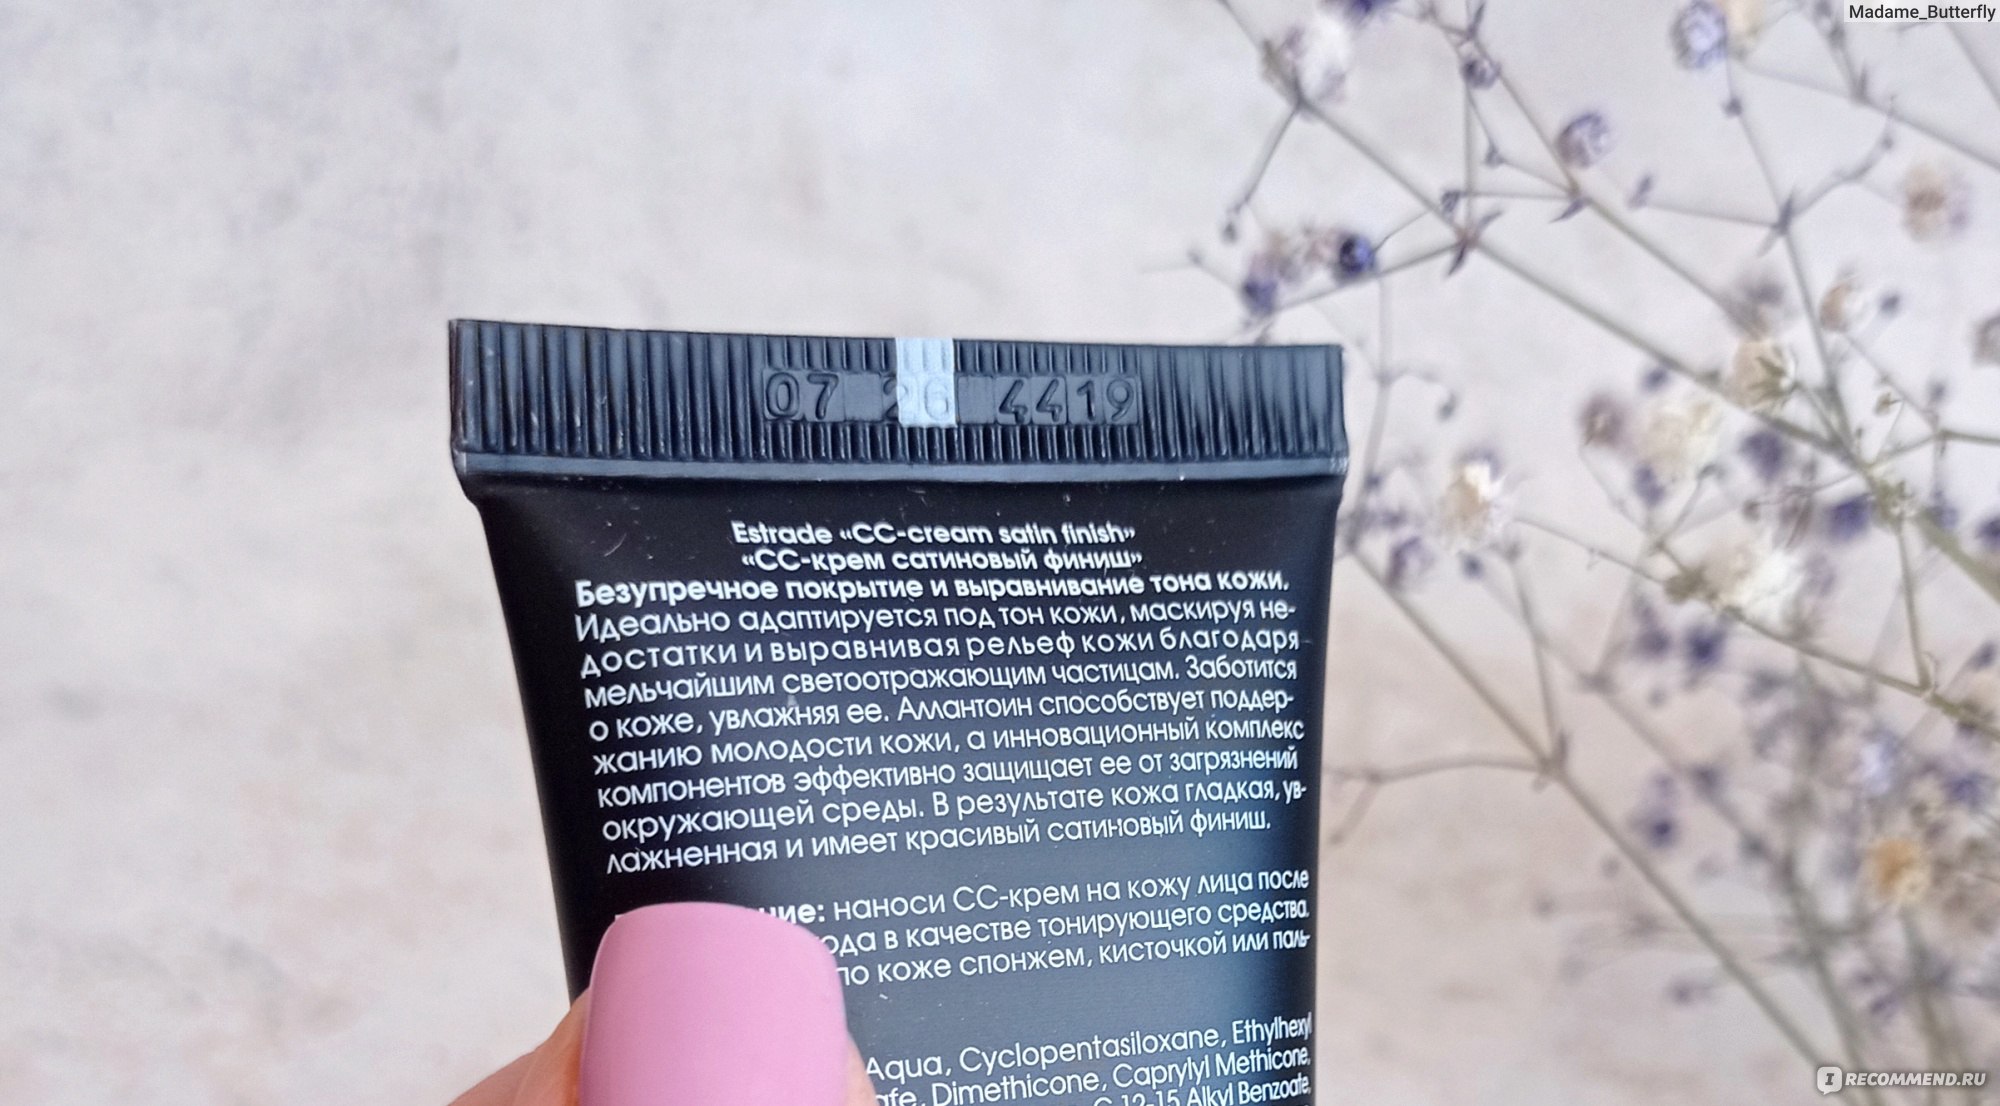 Madame_Butterfly
07 26 4419
Estrade «CC-cream satin finish»
«СС-крем сатиновый финиш»
Безупречное покрытие и выравнивание тона кожи.
Идеально адаптируется под тон кожи, маскируя не-
достатки и выравнивая рельеф кожи благодаря
мельчайшим светоотражающим частицам. Заботится
о коже, увлажняя ее. Аллантоин способствует поддер-
жанию молодости кожи, а инновационный комплекс
компонентов эффективно защищает ее от загрязнений
окружающей среды. В результате кожа гладкая, ув-
лажненная и имеет красивый сатиновый финиш.
наноси СС-крем на кожу лица после
в качестве тонирующего средства.
по коже спонжем, кисточкой или паль-
Aqua, Cyclopentasiloxane, Ethylhexyl
Dimethicone, Caprylyl Methicone,
C 12-15 Alkyl Benzoate,
IRECOMMEND.RU